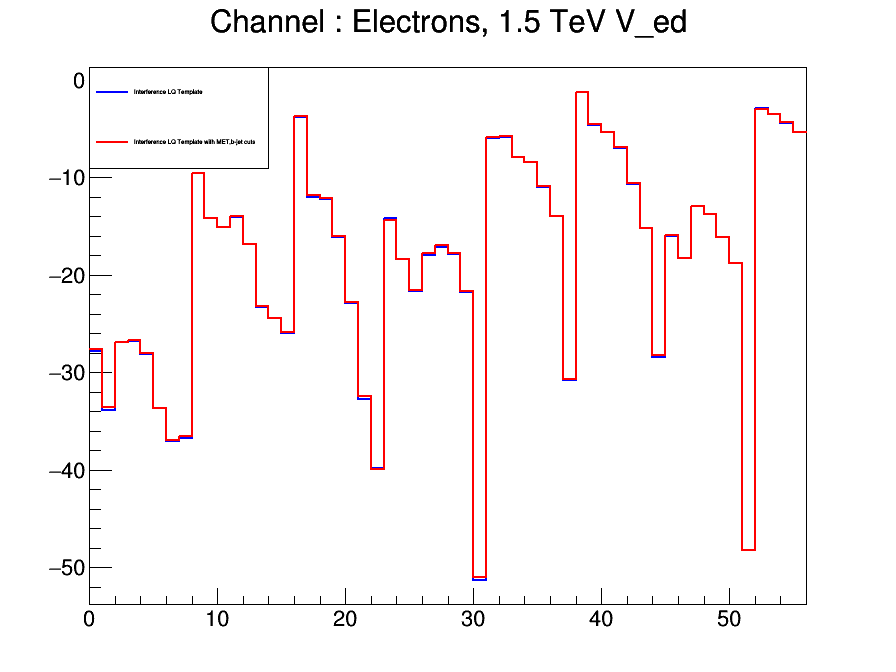 Channel : Electrons, 1.5 TeV V_ed
0
Interference LQ Template
Interference LQ Template with MET,b-jet cuts
−10
−20
−30
−40
−50
0 10 20 30 40 50